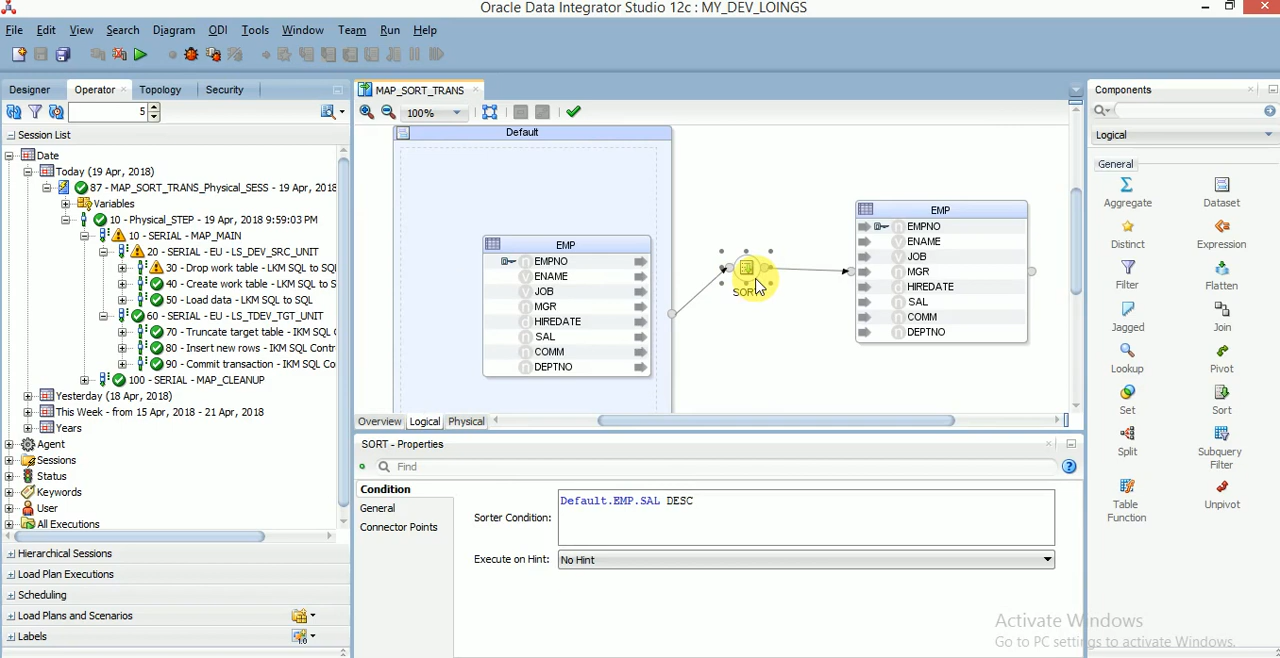 Oracle Data Integrator Studio 12c : MY_DEV_LOINGS
File Edit View Search Diagram ODI Tools Window Team Run Help
Designer Operator Topology Security
5
Session List
Date
Today (19 Apr, 2018)
87 - MAP_SORT_TRANS_Physical_SESS - 19 Apr, 2018
Variables
10 - Physical_STEP - 19 Apr, 2018 9:59:03 PM
10 - SERIAL - MAP_MAIN
20 - SERIAL - EU - LS_DEV_SRC_UNIT
30 - Drop work table - LKM SQL to SQL
40 - Create work table - LKM SQL to S
50 - Load data - LKM SQL to SQL
60 - SERIAL - EU - LS_TDEV_TGT_UNIT
70 - Truncate target table - IKM SQL C
80 - Insert new rows - IKM SQL Contr
90 - Commit transaction - IKM SQL Co
100 - SERIAL - MAP_CLEANUP
Yesterday (18 Apr, 2018)
This Week - from 15 Apr, 2018 - 21 Apr, 2018
Years
Agent
Sessions
Status
Keywords
User
All Executions
Hierarchical Sessions
Load Plan Executions
Scheduling
Load Plans and Scenarios
Labels
MAP_SORT_TRANS
100%
Default
EMP
EMPNO
ENAME
JOB
MGR
HIREDATE
SAL
COMM
DEPTNO
SORT
EMP
EMPNO
ENAME
JOB
MGR
HIREDATE
SAL
COMM
DEPTNO
Overview Logical Physical
SORT - Properties
Find
Condition
General
Connector Points
Sorter Condition:
Default.EMP.SAL DESC
Execute on Hint:
No Hint
Components
Logical
General
Aggregate Dataset
Distinct Expression
Filter Flatten
Jagged Join
Lookup Pivot
Set Sort
Split Subquery Filter
Table Function Unpivot
Activate Windows
Go to PC settings to activate Windows.